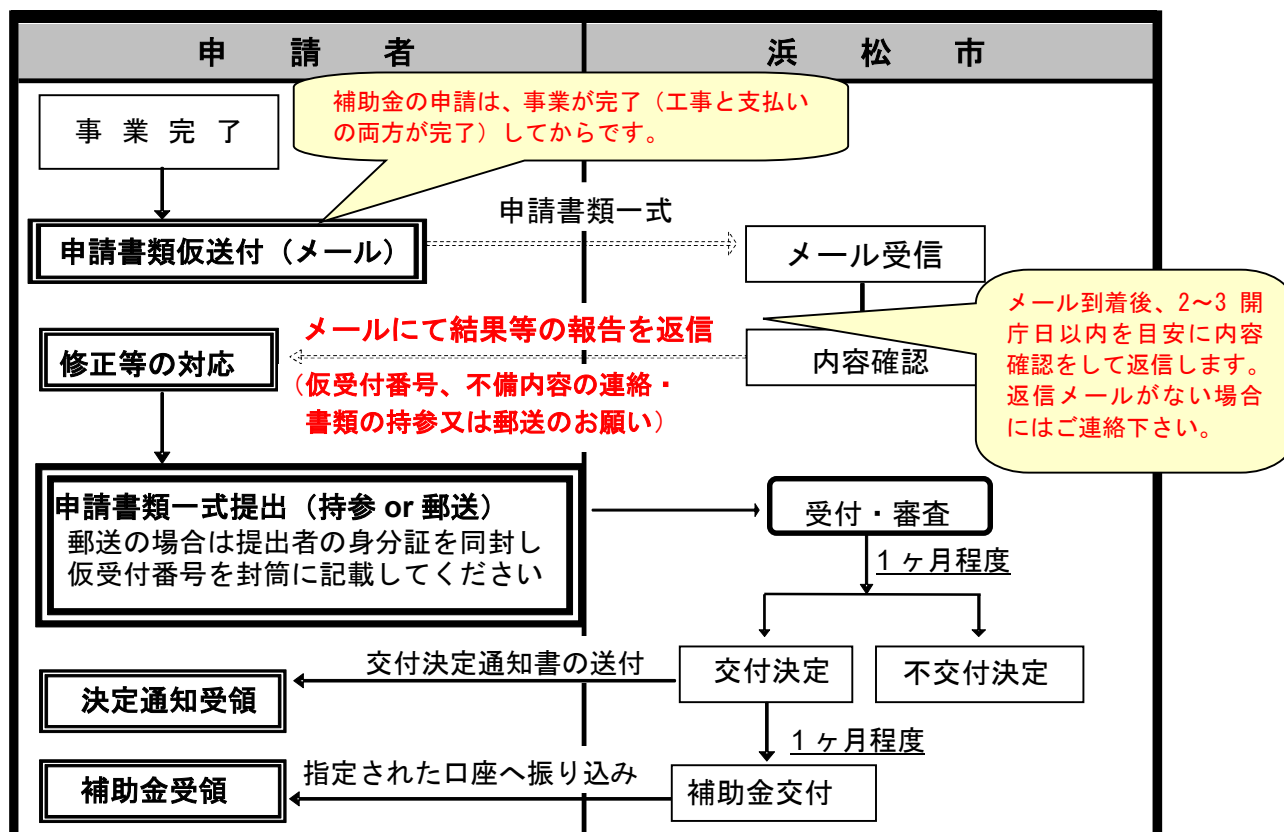 申請者
浜松市
補助金の申請は、事業が完了（工事と支払い
の両方が完了）してからです。
事業完了
申請書類一式
申請書類仮送付（メール）
メール受信
メール到着後、2～3 開
庁日以内を目安に内容
確認をして返信します。
返信メールがない場合
にはご連絡下さい。
メールにて結果等の報告を返信
修正等の対応
内容確認
（仮受付番号、不備内容の連絡・
書類の持参又は郵送のお願い）
申請書類一式提出（持参 or 郵送）
郵送の場合は提出者の身分証を同封し
仮受付番号を封筒に記載してください
受付・審査
1 ヶ月程度
交付決定通知書の送付
交付決定
不交付決定
決定通知受領
1 ヶ月程度
指定された口座へ振り込み
補助金受領
補助金交付